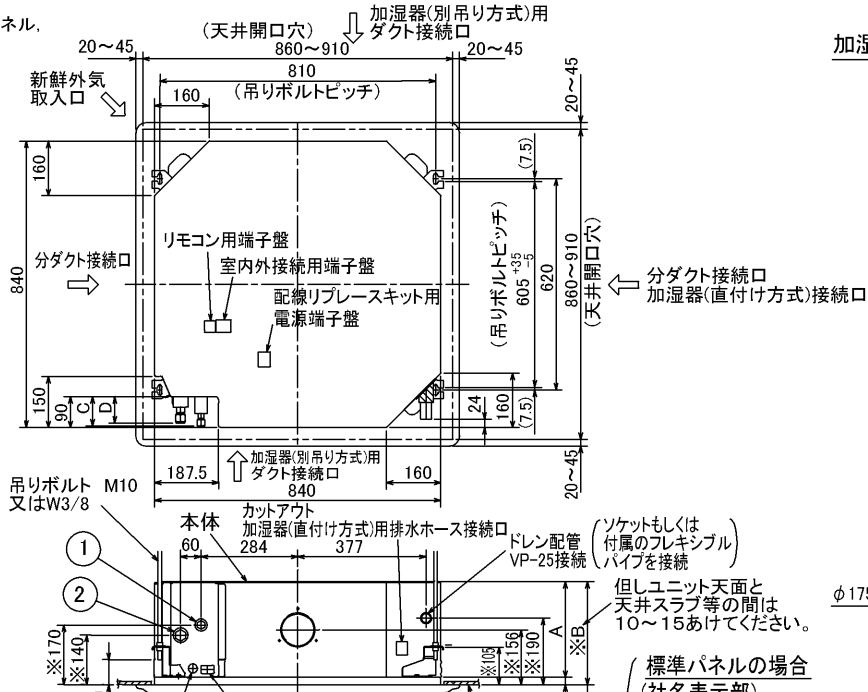 ネル,
(天井開口穴)
加湿器(別吊り方式)用
ダクト接続口
20~45
860~910
20~45
加湿
新鮮外気
取入口
810
(吊りボルトピッチ)
160
20~45
160
(7.5)
840
リモコン用端子盤
室内外接続用端子盤
分ダクト接続口
配線リプレースキット用
電源端子盤
(吊りボルトピッチ)
605 +35 -5
620
860~910
(天井開口穴)
分ダクト接続口
加湿器(直付け方式)接続口
150
90
C
D
24
160
(7.5)
187.5
加湿器(別吊り方式)用
ダクト接続口
160
20~45
840
吊りボルト M10
又はW3/8
カットアウト
本体
加湿器(直付け方式)用排水ホース接続口
ドレン配管
VP-25接続
ソケットもしくは
付属のフレキシブル
パイプを接続
1
60
284
377
2
但しユニット天面と
天井スラブ等の間は
10~15あけてください。
φ175
※170
※140
※105
※156
※190
A
※B
標準パネルの場合
(社名表示部)